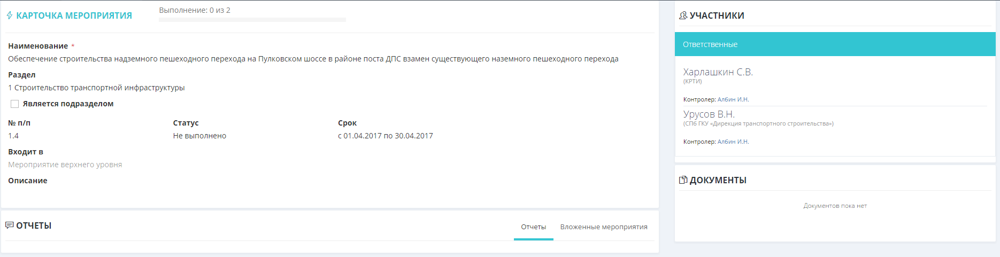 КАРТОЧКА МЕРОПРИЯТИЯ
Выполнение: 0 из 2
Наименование *
Обеспечение строительства надземного пешеходного перехода на Пулковском шоссе в районе поста ДПС взамен существующего наземного пешеходного перехода
Раздел
1 Строительство транспортной инфраструктуры
Является подразделом
№ п/п Статус Срок
1.4 Не выполнено с 01.04.2017 по 30.04.2017
Входит в
Мероприятие верхнего уровня
Описание
ОТЧЕТЫ
Отчеты Вложенные мероприятия
УЧАСТНИКИ
Ответственные
Харлашкин С.В.
(КРТИ)
Контролер: Албин И.Н.
Урусов В.Н.
(СПб ГКУ «Дирекция транспортного строительства»)
Контролер: Албин И.Н.
ДОКУМЕНТЫ
Документов пока нет